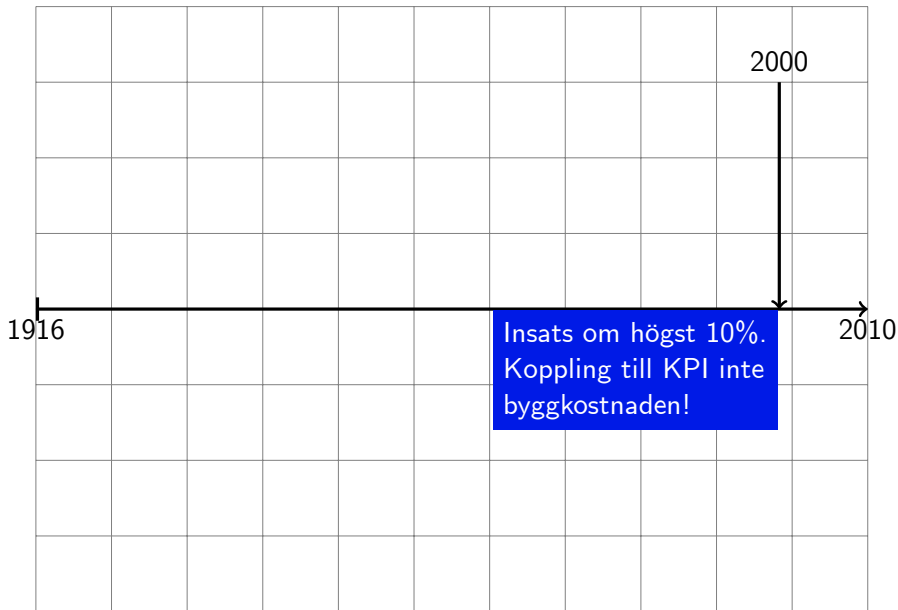 2000
1916
2010
Insats om högst 10%.
Koppling till KPI inte
byggkostnaden!